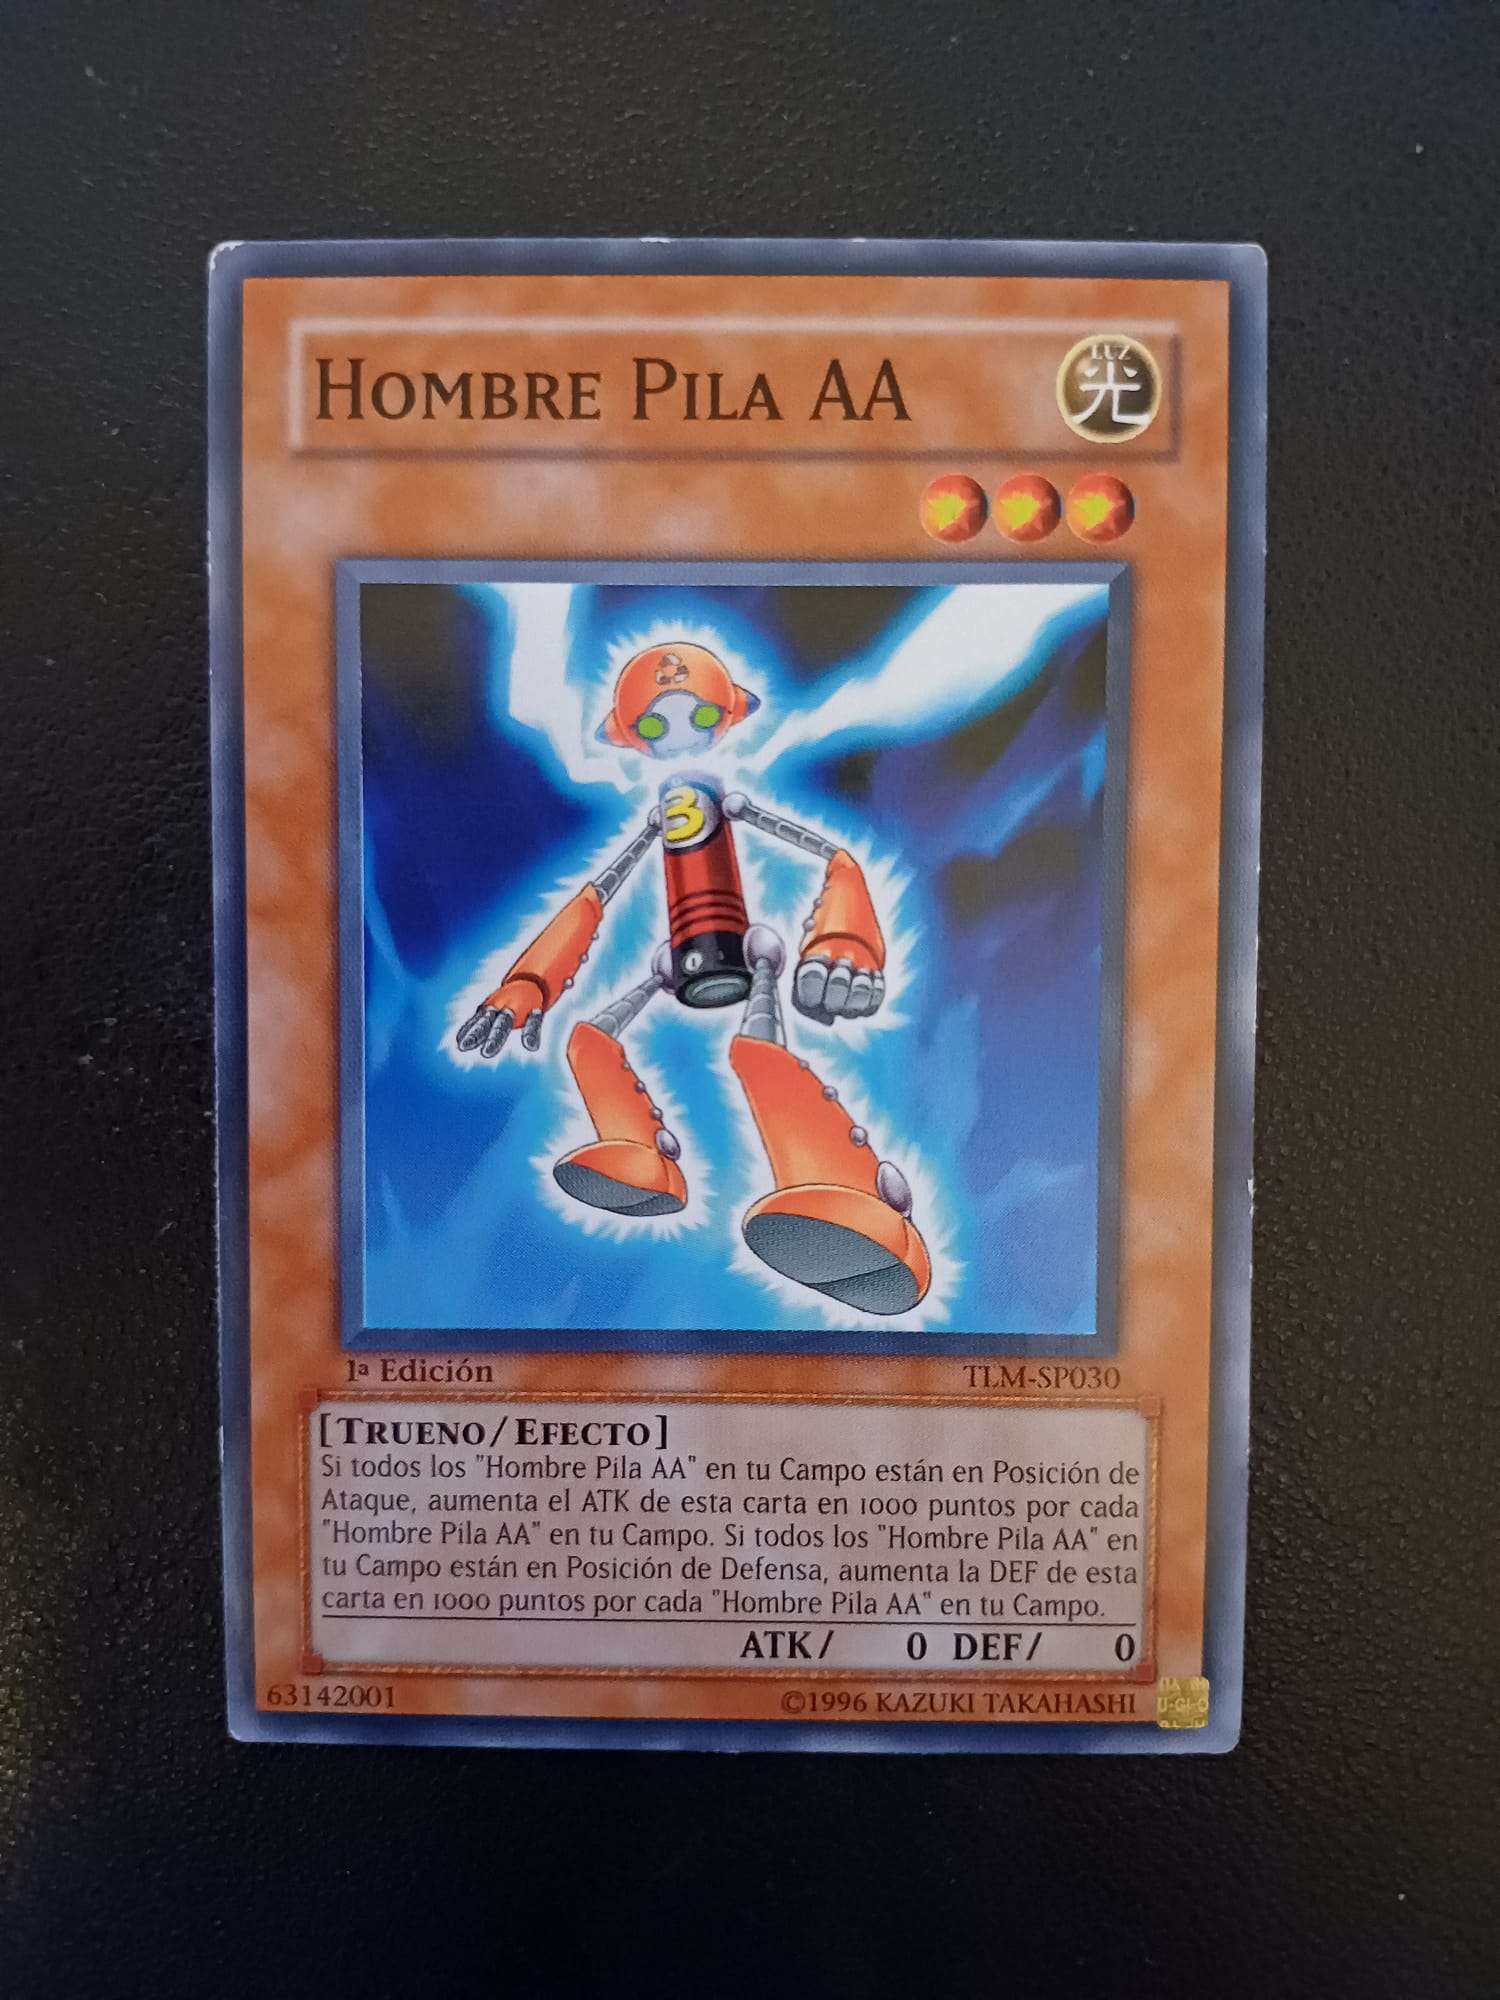 HOMBRE PILA AA
LUZ
光
3
1ª Edición
TLM-SP030
[TRUENO/EFECTO]
Si todos los "Hombre Pila AA" en tu Campo están en Posición de
Ataque, aumenta el ATK de esta carta en 1000 puntos por cada
"Hombre Pila AA" en tu Campo. Si todos los "Hombre Pila AA" en
tu Campo están en Posición de Defensa, aumenta la DEF de esta
carta en 1000 puntos por cada "Hombre Pila AA" en tu Campo.
ATK/ 0 DEF/ 0
63142001
©1996 KAZUKI TAKAHASHI